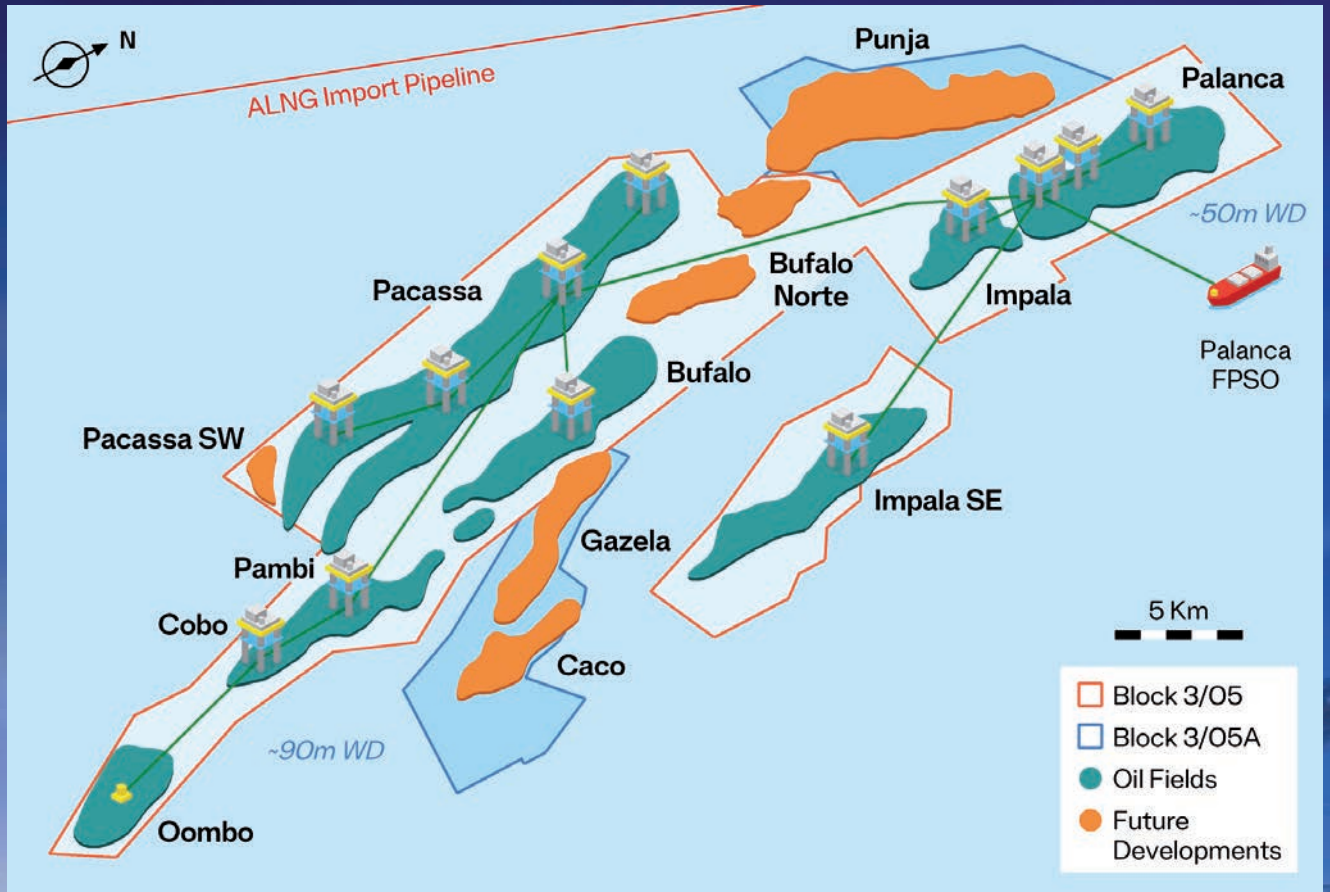 N
ALNG Import Pipeline
Punja
Palanca
~50m WD
Pacassa
Bufalo
Norte
Impala
Palanca
FPSO
Bufalo
Pacassa SW
Impala SE
Gazela
Pambi
Cobo
Caco
5 Km
~90m WD
Oombo
Block 3/05
Block 3/05A
Oil Fields
Future
Developments